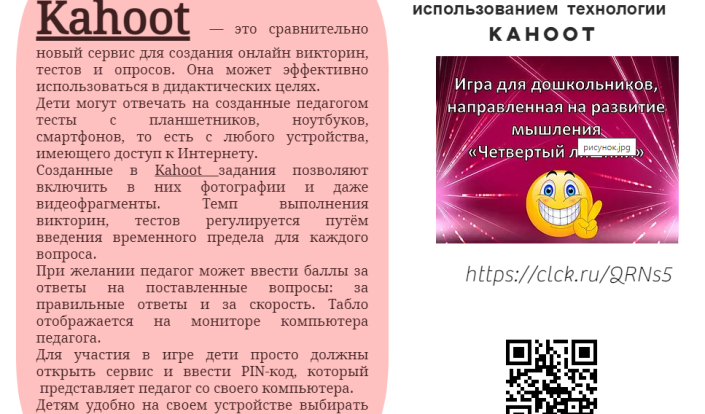 Kahoot — это сравнительно
новый сервис для создания онлайн викторин,
тестов и опросов. Она может эффективно
использоваться в дидактических целях.
Дети могут отвечать на созданные педагогом
тесты с планшетников, ноутбуков,
смартфонов, то есть с любого устройства,
имеющего доступ к Интернету.
Созданные в Kahoot задания позволяют
включить в них фотографии и даже
видеофрагменты. Темп выполнения
викторин, тестов регулируется путём
введения временного предела для каждого
вопроса.
При желании педагог может ввести баллы за
ответы на поставленные вопросы: за
правильные ответы и за скорость. Табло
отображается на мониторе компьютера
педагога.
Для участия в игре дети просто должны
открыть сервис и ввести PIN-код, который
представляет педагог со своего компьютера.
Детям удобно на своем устройстве выбирать
использованием технологии
KAHOOT
Игра для дошкольников,
направленная на развитие
мышления
«Четвертый
рисунок.jpg
https://clck.ru/QRNs5